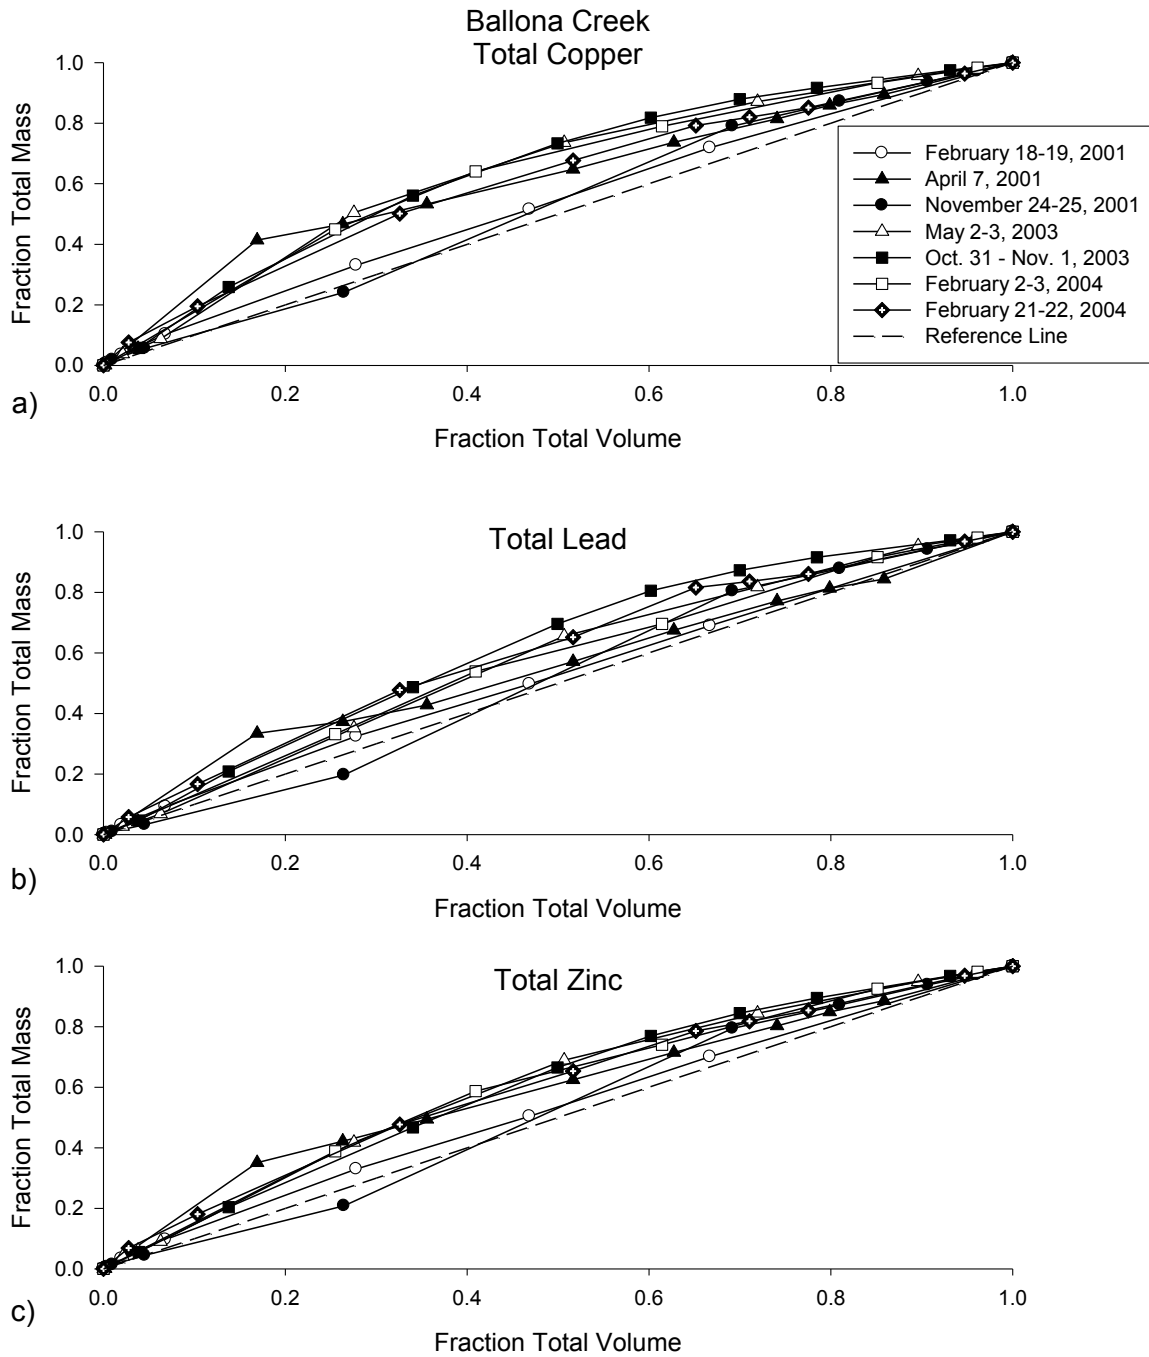 Ballona Creek
Total Copper
Fraction Total Mass
1.0
0.8
0.6
0.4
0.2
0.0
February 18-19, 2001
April 7, 2001
November 24-25, 2001
May 2-3, 2003
Oct. 31 - Nov. 1, 2003
February 2-3, 2004
February 21-22, 2004
Reference Line
0.0 0.2 0.4 0.6 0.8 1.0
a)
Fraction Total Volume
Total Lead
Fraction Total Mass
1.0
0.8
0.6
0.4
0.2
0.0
0.0 0.2 0.4 0.6 0.8 1.0
b)
Fraction Total Volume
Total Zinc
Fraction Total Mass
1.0
0.8
0.6
0.4
0.2
0.0
0.0 0.2 0.4 0.6 0.8 1.0
c)
Fraction Total Volume